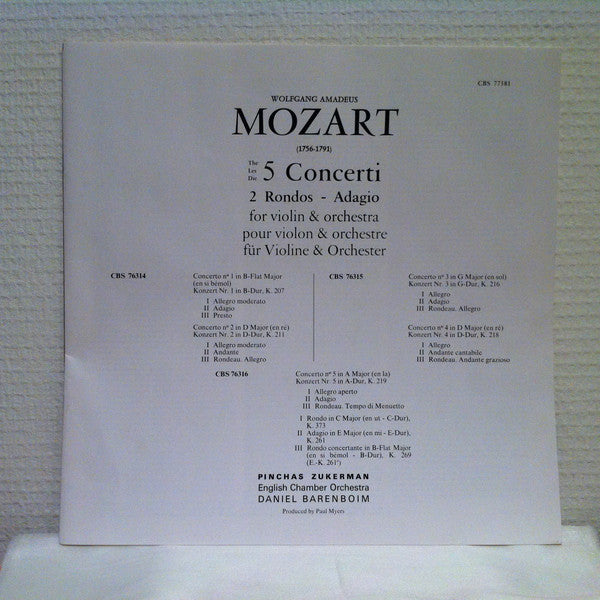 CBS 77381
WOLFGANG AMADEUS
MOZART
(1756-1791)
The
Les
Die
5 Concerti
2 Rondos - Adagio
for violin & orchestra
pour violon & orchestre
für Violine & Orchester
CBS 76314
Concerto nº 1 in B-Flat Major
(en si bémol)
Konzert Nr. 1 in B-Dur, K. 207
I Allegro moderato
II Adagio
III Presto
Concerto nº 2 in D Major (en ré)
Konzert Nr. 2 in D-Dur, K. 211
I Allegro moderato
II Andante
III Rondeau. Allegro
CBS 76315
Concerto nº 3 in G Major (en sol)
Konzert Nr. 3 in G-Dur, K. 216
I Allegro
II Adagio
III Rondeau. Allegro
Concerto nº 4 in D Major (en ré)
Konzert Nr. 4 in D-Dur, K. 218
I Allegro
II Andante cantabile
III Rondeau. Andante grazioso
CBS 76316
Concerto nº 5 in A Major (en la)
Konzert Nr. 5 in A-Dur, K. 219
I Allegro aperto
II Adagio
III Rondeau. Tempo di Menuetto
I Rondo in C Major (en ut - C-Dur),
K. 373
II Adagio in E Major (en mi - E-Dur),
K. 261
III Rondo concertante in B-Flat Major
(en si bémol - B-Dur), K. 269
(E.-K. 261ª)
PINCHAS ZUKERMAN
English Chamber Orchestra
DANIEL BARENBOIM
Produced by Paul Myers